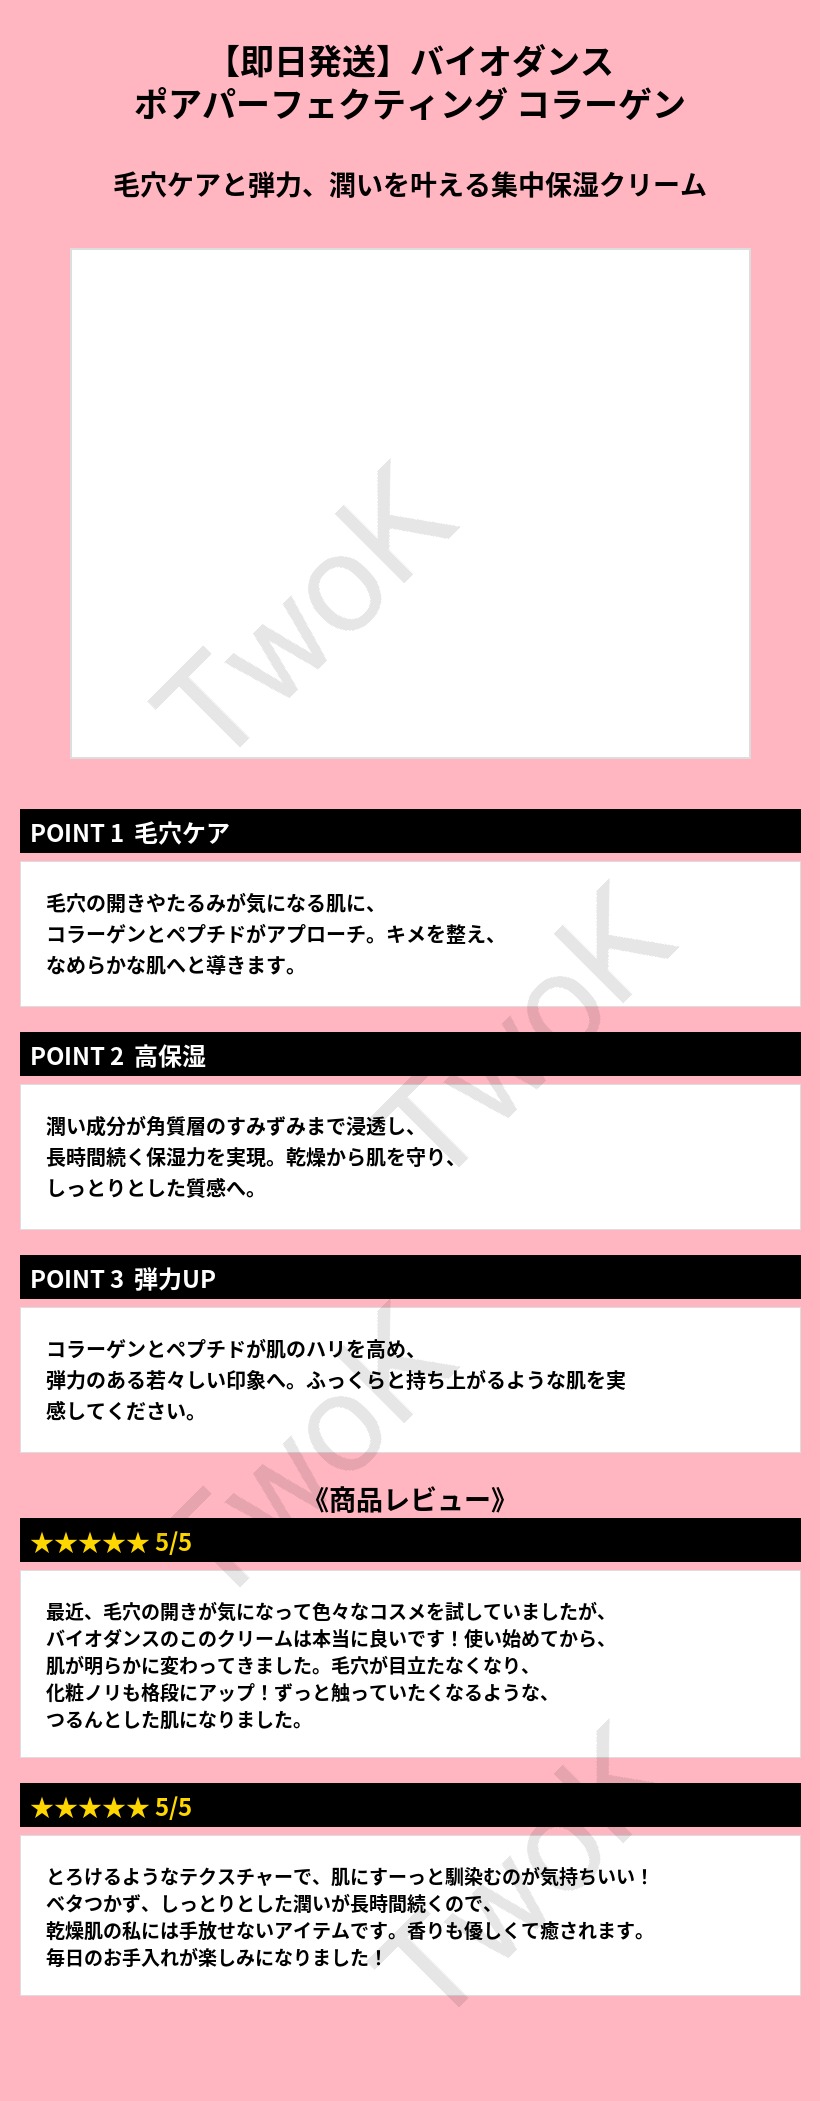 【即日発送】バイオダンス
ポアパーフェクティング コラーゲン
毛穴ケアと弾力、潤いを叶える集中保湿クリーム
TwoK
POINT 1 毛穴ケア
毛穴の開きやたるみが気になる肌に、
コラーゲンとペプチドがアプローチ。キメを整え、
なめらかな肌へと導きます。
TwoK
POINT 2 高保湿
潤い成分が角質層のすみずみまで浸透し、
長時間続く保湿力を実現。乾燥から肌を守り、
しっとりとした質感へ。
POINT 3 弾力UP
コラーゲンとペプチドが肌のハリを高め、
弾力のある若々しい印象へ。ふっくらと持ち上がるような肌を実
感してください。
TwoK
《商品レビュー》
★★★★★ 5/5
最近、毛穴の開きが気になって色々なコスメを試していましたが、
バイオダンスのこのクリームは本当に良いです！使い始めてから、
肌が明らかに変わってきました。毛穴が目立たなくなり、
化粧ノリも格段にアップ！ずっと触っていたくなるような、
つるんとした肌になりました。
★★★★★ 5/5
とろけるようなテクスチャーで、肌にすーっと馴染むのが気持ちいい！
ベタつかず、しっとりとした潤いが長時間続くので、
乾燥肌の私には手放せないアイテムです。香りも優しくて癒されます。
毎日のお手入れが楽しみになりました！
TwoK